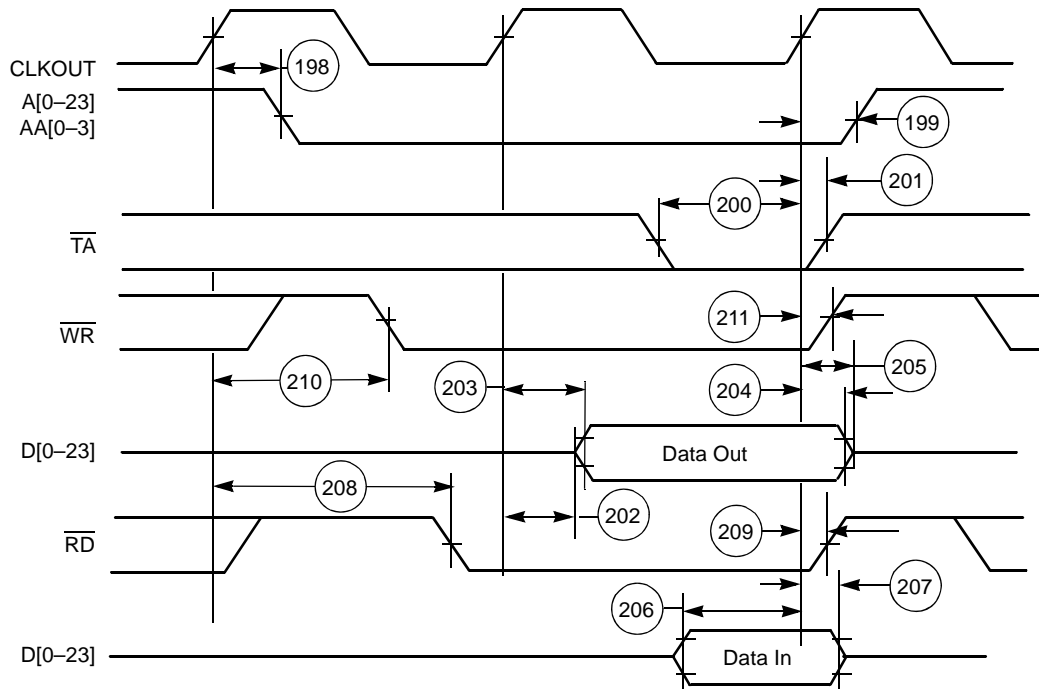 CLKOUT
198
A[0–23]
AA[0–3]
199
200
201
TA
WR
211
210
203
204
205
D[0–23]
Data Out
208
202
209
RD
206
207
D[0–23]
Data In